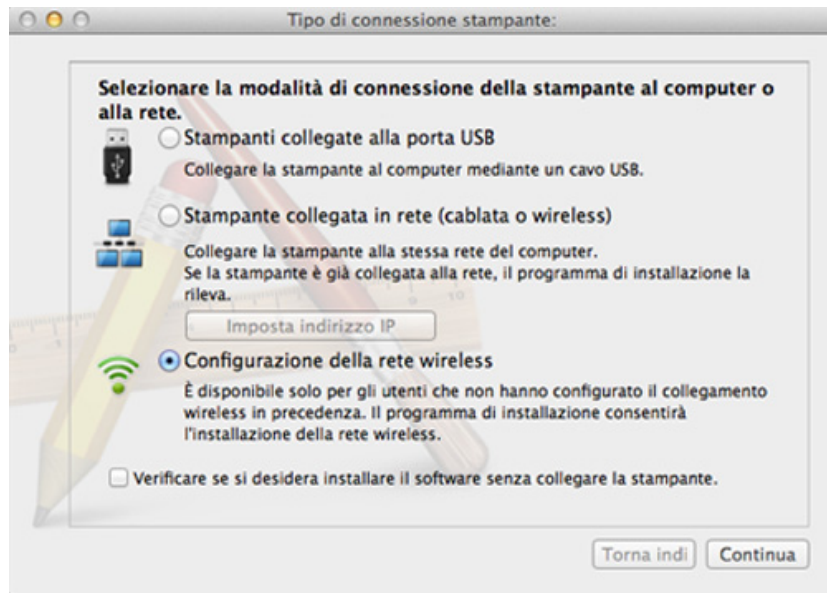 Tipo di connessione stampante:
Selezionare la modalità di connessione della stampante al computer o
alla rete.
Stampanti collegate alla porta USB
Collegare la stampante al computer mediante un cavo USB.
Stampante collegata in rete (cablata o wireless)
Collegare la stampante alla stessa rete del computer.
Se la stampante è già collegata alla rete, il programma di installazione la
rileva.
Imposta indirizzo IP
Configurazione della rete wireless
È disponibile solo per gli utenti che non hanno configurato il collegamento
wireless in precedenza. Il programma di installazione consentirà
l'installazione della rete wireless.
Verificare se si desidera installare il software senza collegare la stampante.
Torna indi
Continua